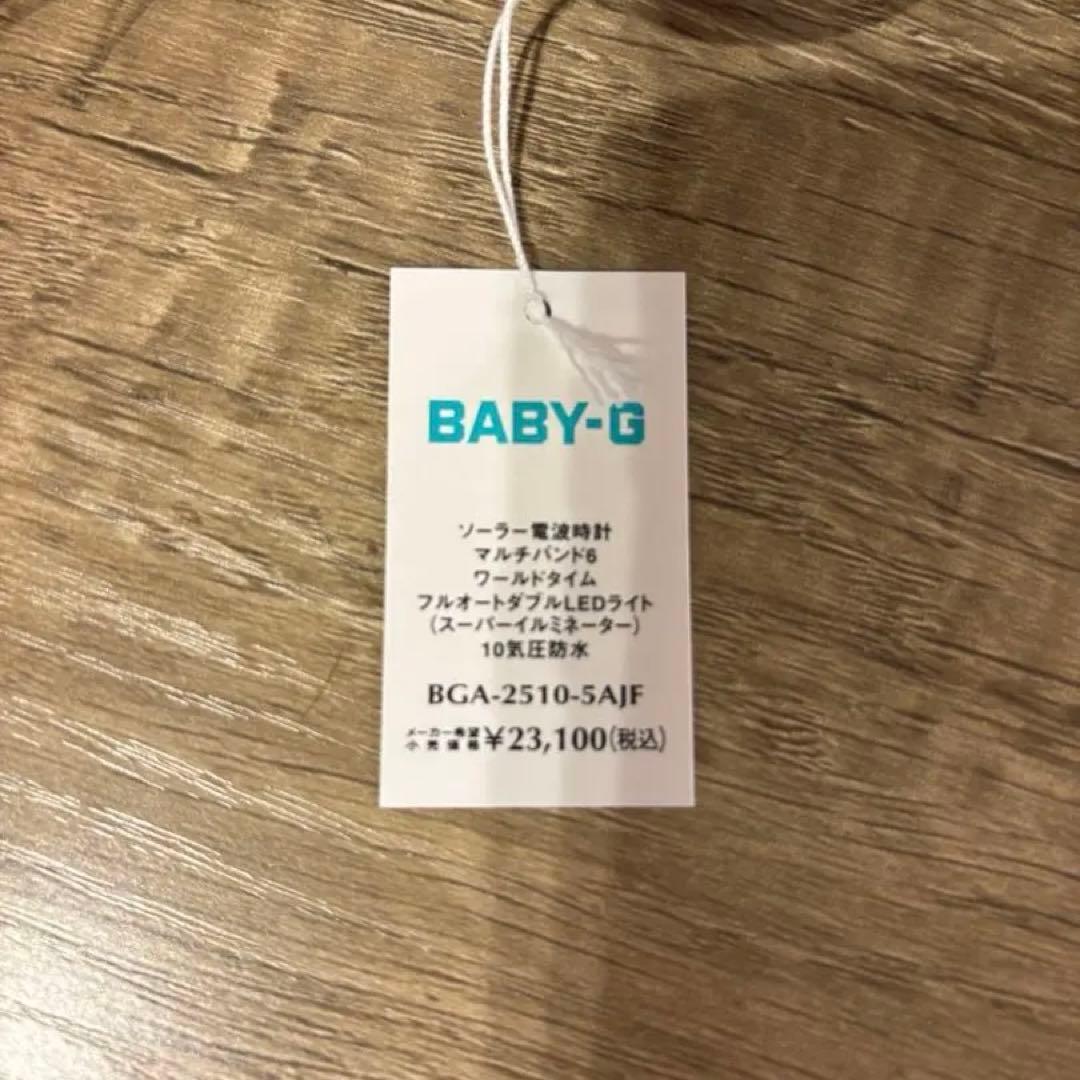 BABY-G
ソーラー電波時計
マルチバンド6
ワールドタイム
フルオートダブルLEDライト
(スーパーイルミネーター)
10気圧防水
BGA-2510-5AJF
メーカー希望小売価格¥23,100(税込)